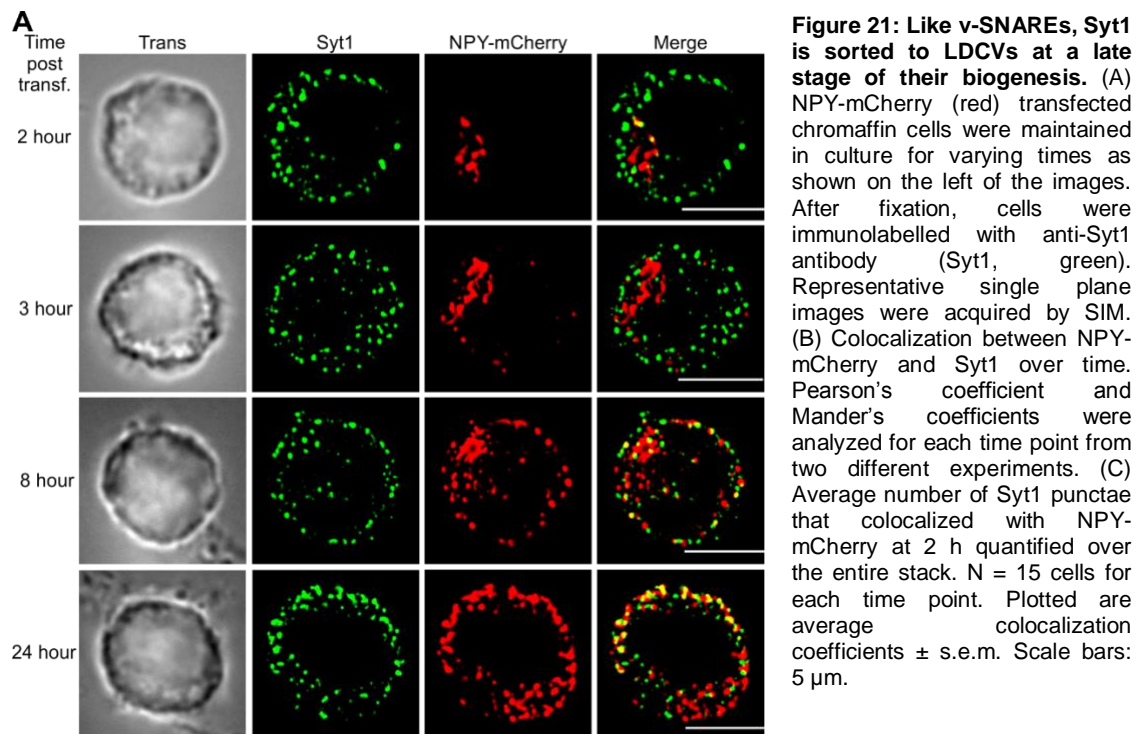 A
Time
post
transf.
Trans
Syt1
NPY-mCherry
Merge
2 hour
3 hour
8 hour
24 hour
Figure 21: Like v-SNAREs, Syt1
is sorted to LDCVs at a late
stage of their biogenesis. (A)
NPY-mCherry (red) transfected
chromaffin cells were maintained
in culture for varying times as
shown on the left of the images.
After fixation, cells were
immunolabelled with anti-Syt1
antibody (Syt1, green).
Representative single plane
images were acquired by SIM.
(B) Colocalization between NPY-
mCherry and Syt1 over time.
Pearson's coefficient and
Mander's coefficients were
analyzed for each time point from
two different experiments. (C)
Average number of Syt1 punctae
that colocalized with NPY-
mCherry at 2 h quantified over
the entire stack. N = 15 cells for
each time point. Plotted are
average colocalization
coefficients ± s.e.m. Scale bars:
5 µm.